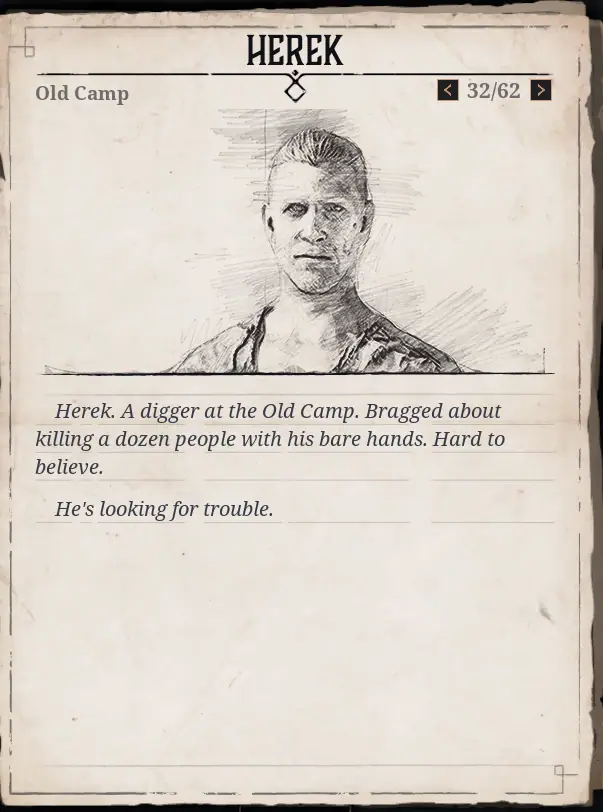 HEREK
Old Camp
32/62
Herek. A digger at the Old Camp. Bragged about
killing a dozen people with his bare hands. Hard to
believe.
He's looking for trouble.